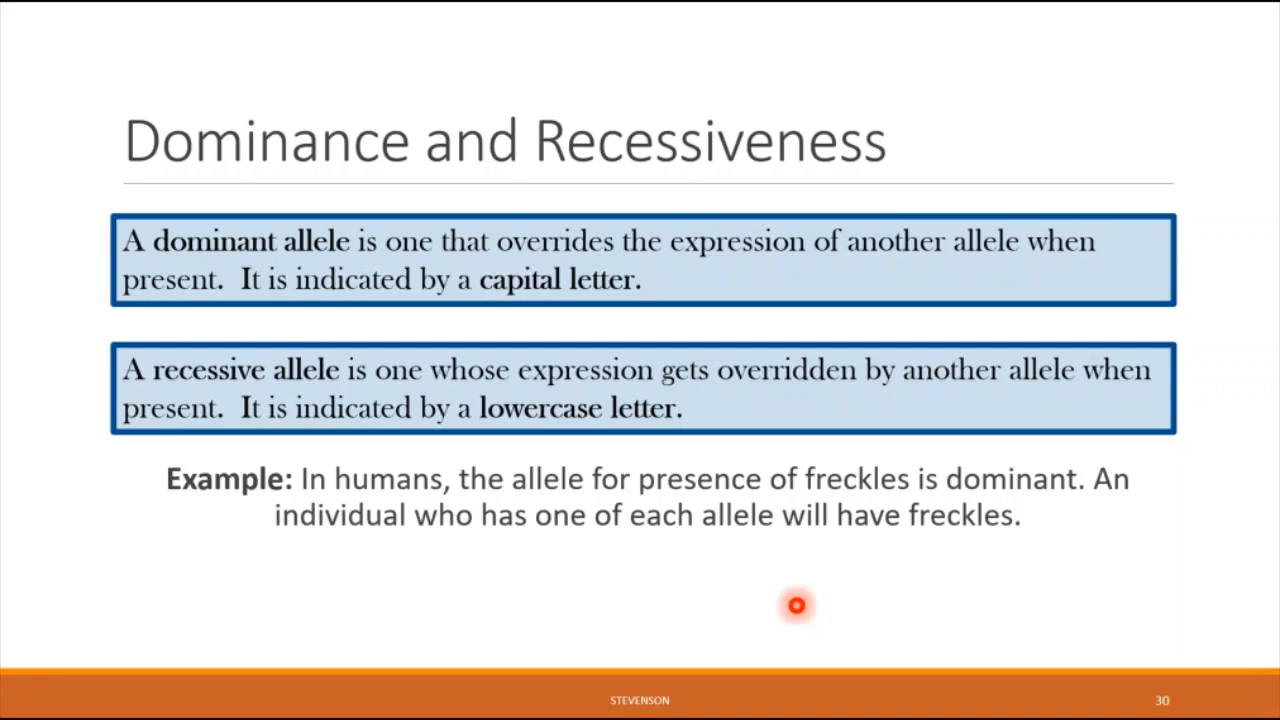 Dominance and Recessiveness
A dominant allele is one that overrides the expression of another allele when
present. It is indicated by a capital letter.
A recessive allele is one whose expression gets overridden by another allele when
present. It is indicated by a lowercase letter.
Example: In humans, the allele for presence of freckles is dominant. An
individual who has one of each allele will have freckles.
STEVENSON
30